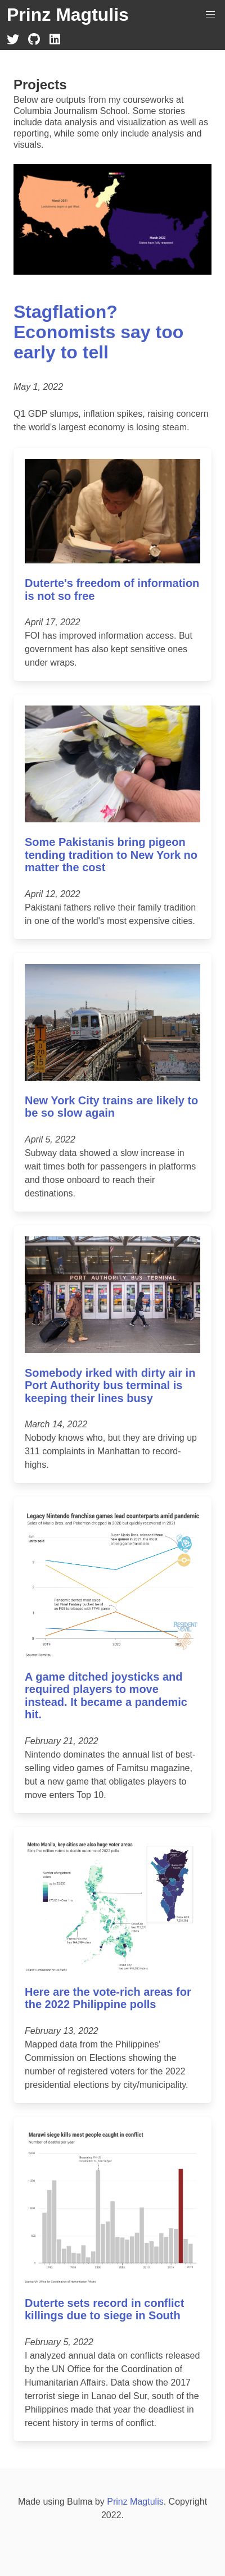 Prinz Magtulis
Projects
Below are outputs from my courseworks at
Columbia Journalism School. Some stories
include data analysis and visualization as well as
reporting, while some only include analysis and
visuals.
March 2021
March 2022
Stagflation?
Economists say too
early to tell
May 1, 2022
Q1 GDP slumps, inflation spikes, raising concern
the world's largest economy is losing steam.
Duterte's freedom of information
is not so free
April 17, 2022
FOI has improved information access. But
government has also kept sensitive ones
under wraps.
Some Pakistanis bring pigeon
tending tradition to New York no
matter the cost
April 12, 2022
Pakistani fathers relive their family tradition
in one of the world's most expensive cities.
New York City trains are likely to
be so slow again
April 5, 2022
Subway data showed a slow increase in
wait times both for passengers in platforms
and those onboard to reach their
destinations.
PORT AUTHORITY BUS TERMINAL
Somebody irked with dirty air in
Port Authority bus terminal is
keeping their lines busy
March 14, 2022
Nobody knows who, but they are driving up
311 complaints in Manhattan to record-
highs.
Legacy Nintendo franchise games lead counterparts amid pandemic
RESIDENT
A game ditched joysticks and
required players to move
instead. It became a pandemic
hit.
February 21, 2022
Nintendo dominates the annual list of best-
selling video games of Famitsu magazine,
but a new game that obligates players to
move enters Top 10.
Metro Manila, key cities are also huge voter areas
Here are the vote-rich areas for
the 2022 Philippine polls
February 13, 2022
Mapped data from the Philippines'
Commission on Elections showing the
number of registered voters for the 2022
presidential elections by city/municipality.
Marawi siege kills most people caught in conflict
Number of deaths per year
Duterte sets record in conflict
killings due to siege in South
February 5, 2022
I analyzed annual data on conflicts released
by the UN Office for the Coordination of
Humanitarian Affairs. Data show the 2017
terrorist siege in Lanao del Sur, south of the
Philippines made that year the deadliest in
recent history in terms of conflict.
Made using Bulma by Prinz Magtulis. Copyright
2022.